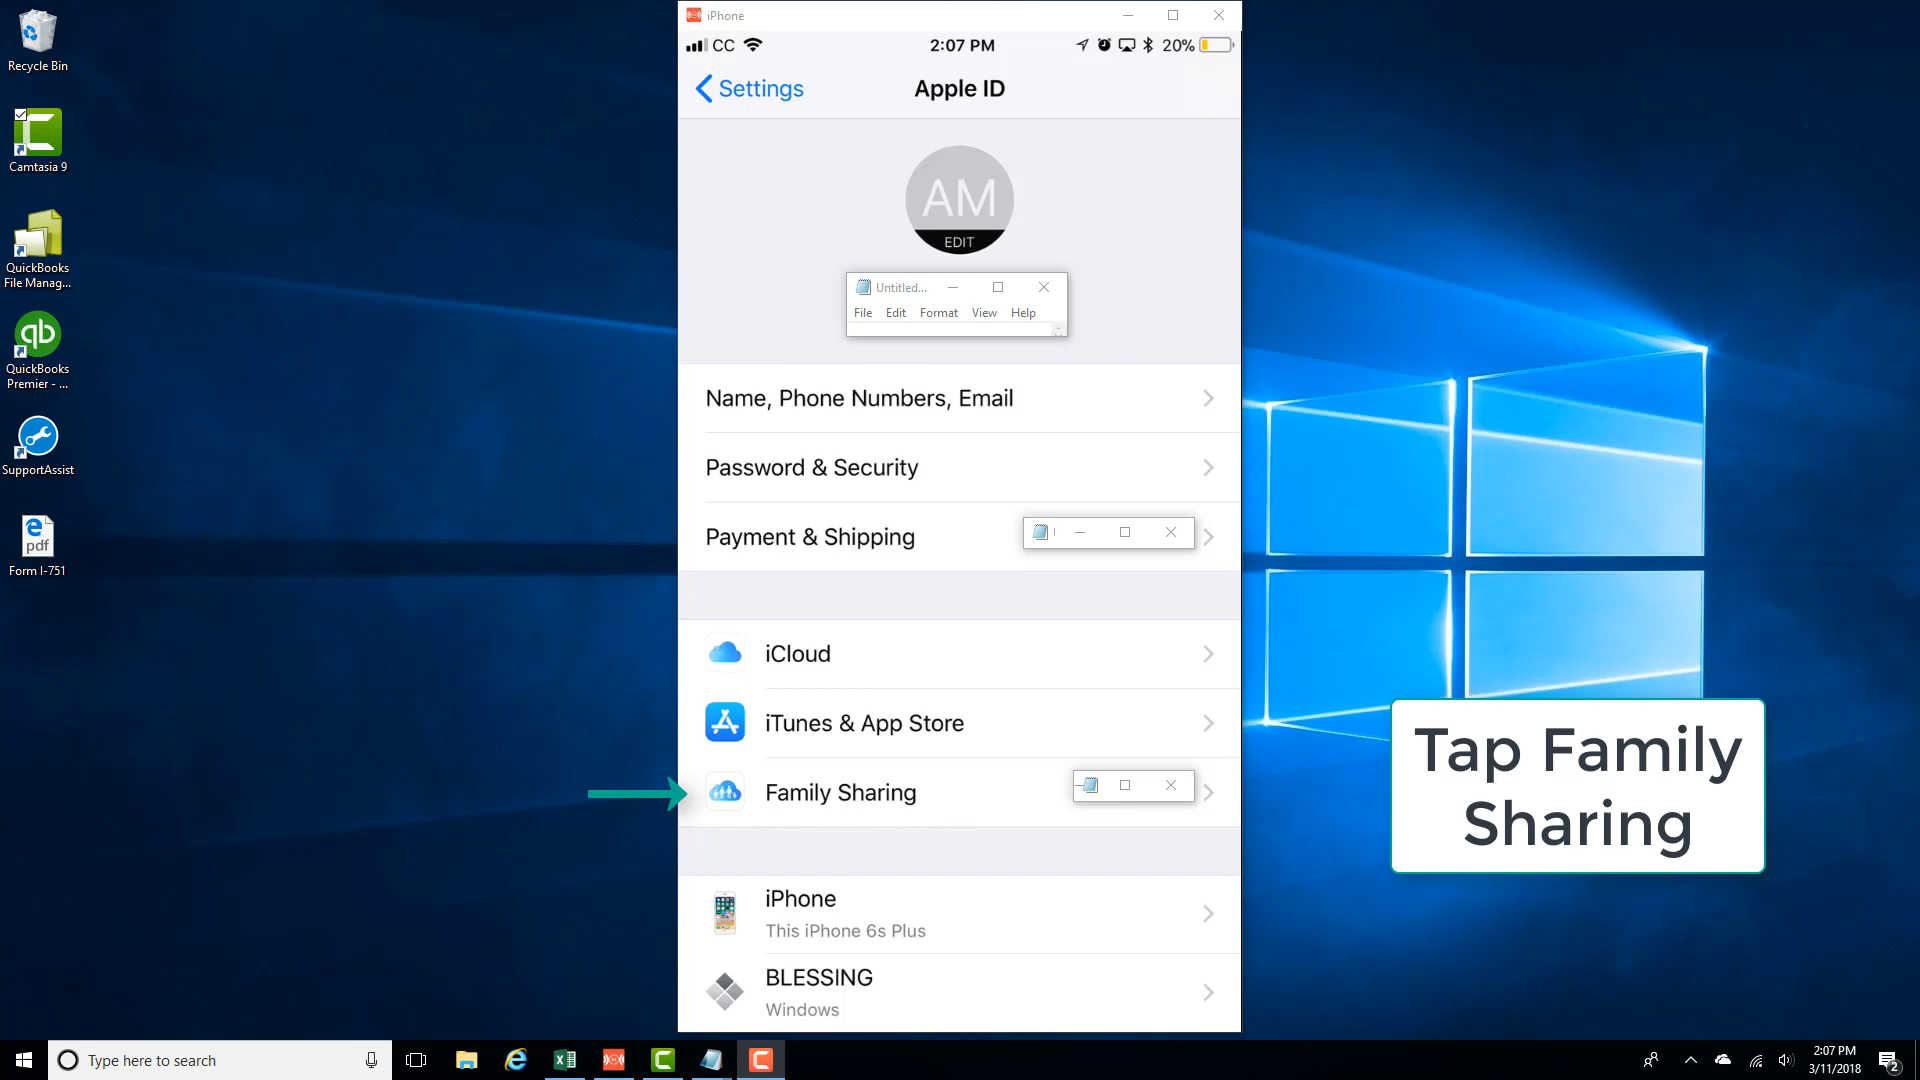 Recycle Bin
Camtasia 9
QuickBooks
File Manag...
qb
QuickBooks
Premier - ...
SupportAssist
pdf
Form I-751
iPhone
CC
2:07 PM
20%
Settings
Apple ID
AM
EDIT
Untitled...
File Edit Format View Help
Name, Phone Numbers, Email
Password & Security
Payment & Shipping
iCloud
iTunes & App Store
Family Sharing
iPhone
This iPhone 6s Plus
BLESSING
Windows
Tap Family
Sharing
Type here to search
2:07 PM
3/11/2018
2